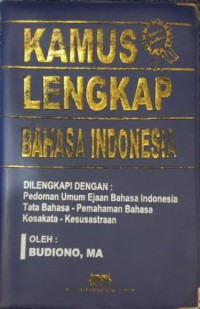 KAMUS
LENGKAP
BAHASA INDONESIA
DILENGKAPI DENGAN :
Pedoman Umum Ejaan Bahasa Indonesia
Tata Bahasa - Pemahaman Bahasa
Kosakata - Kesusastraan
OLEH :
BUDIONO, MA